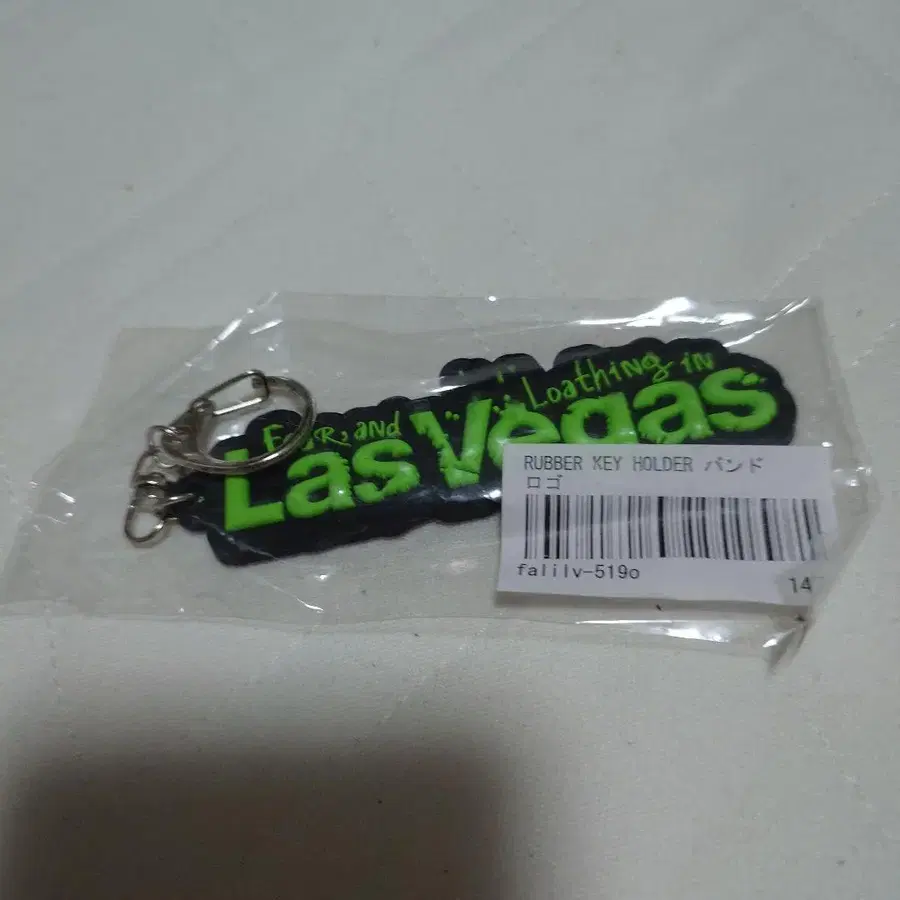 Fear and Loathing in
Las Vegas
RUBBER KEY HOLDER バンド
ロゴ
falilv-519o
14